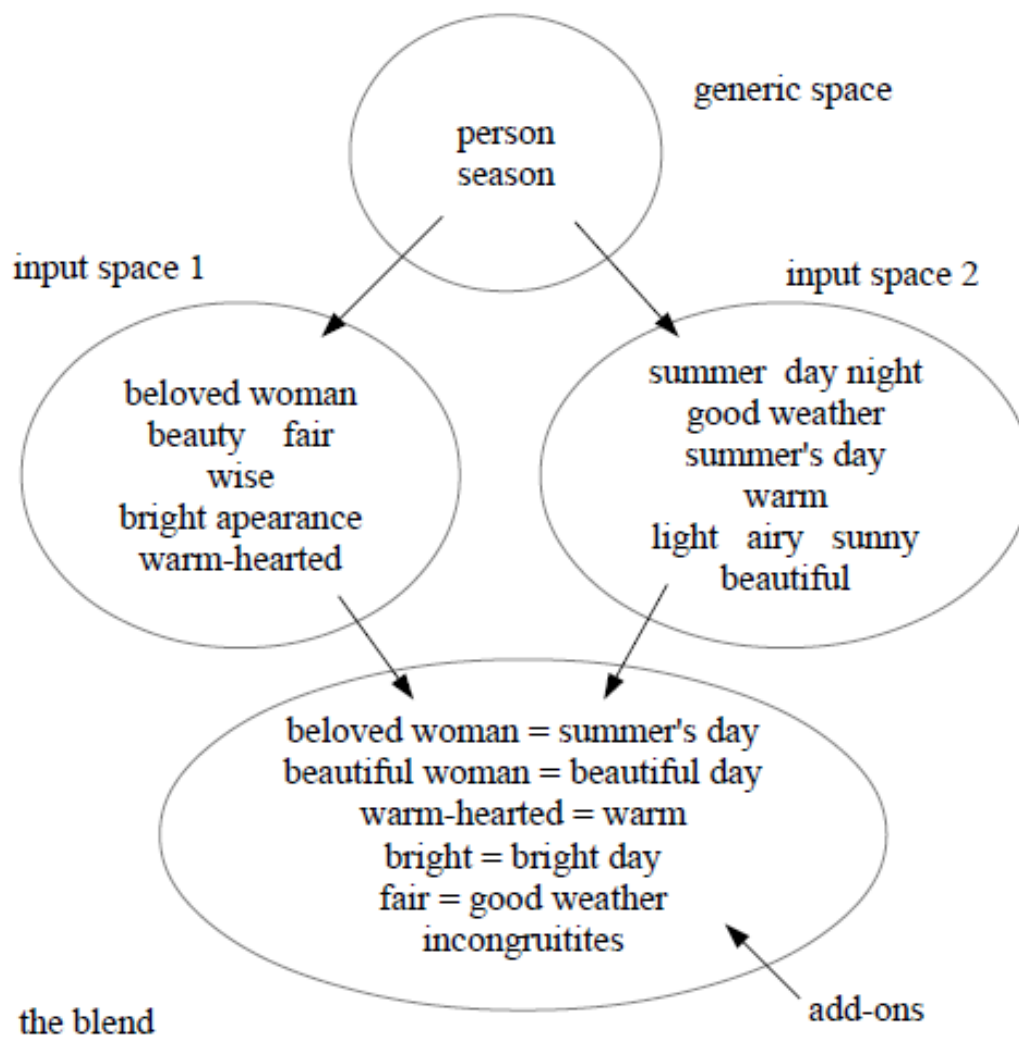 generic space
person
season
input space 1
input space 2
beloved woman
beauty fair
wise
bright apearance
warm-hearted
summer day night
good weather
summer's day
warm
light airy sunny
beautiful
beloved woman = summer's day
beautiful woman = beautiful day
warm-hearted = warm
bright = bright day
fair = good weather
incongruitites
add-ons
the blend